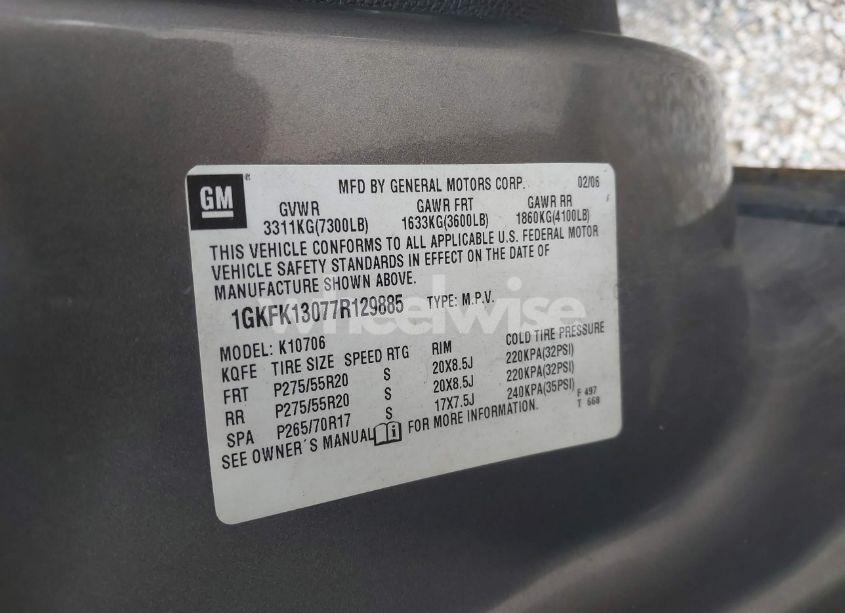 GM
MFD BY GENERAL MOTORS CORP. 02/06
GVWR GAWR FRT GAWR RR
3311KG(7300LB) 1633KG(3600LB) 1860KG(4100LB)
THIS VEHICLE CONFORMS TO ALL APPLICABLE U.S. FEDERAL MOTOR
VEHICLE SAFETY STANDARDS IN EFFECT ON THE DATE OF
MANUFACTURE SHOWN ABOVE.
1GKFK13077R129885 TYPE: M.P.V.
wheelwise
MODEL: K10706
KQFE TIRE SIZE SPEED RTG RIM COLD TIRE PRESSURE
FRT P275/55R20 S 20X8.5J 220KPA(32PSI)
RR P275/55R20 S 20X8.5J 220KPA(32PSI)
SPA P265/70R17 S 17X7.5J 240KPA(35PSI)
SEE OWNER´S MANUAL FOR MORE INFORMATION.
F 497
T 668